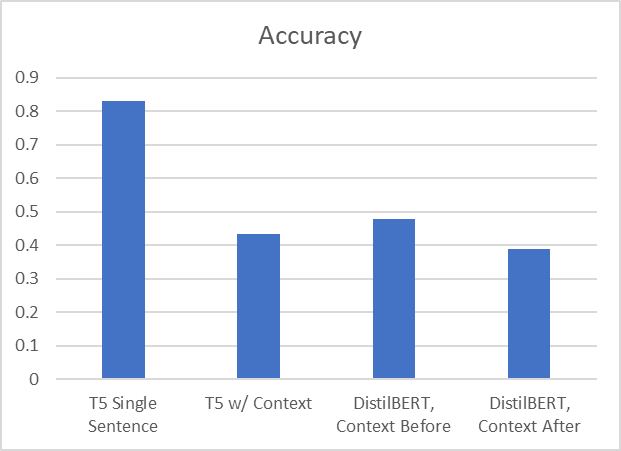 Accuracy
0.9
0.8
0.7
0.6
0.5
0.4
0.3
0.2
0.1
0
T5 Single
Sentence
T5 w/ Context
DistilBERT,
Context Before
DistilBERT,
Context After